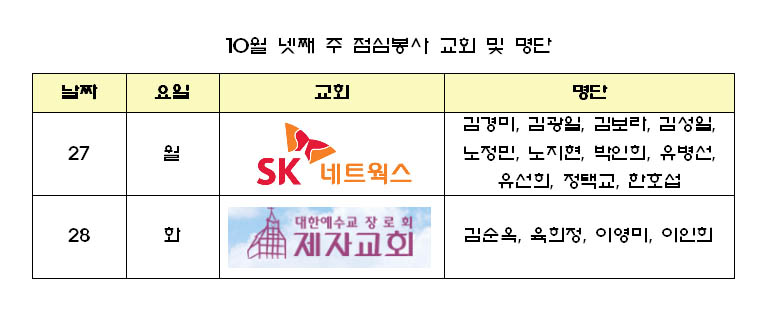 10월 넷째 주 점심봉사 교회 및 명단
날짜 요일 교회 명단
27 월 SK 네트웍스 김경미, 김광일, 김보라, 김성일,
노정민, 노지현, 박인희, 유병선,
유선희, 정택교, 한호섭
28 화 대한예수교 장로회
제자교회 김순옥, 육희정, 이영미, 이인희